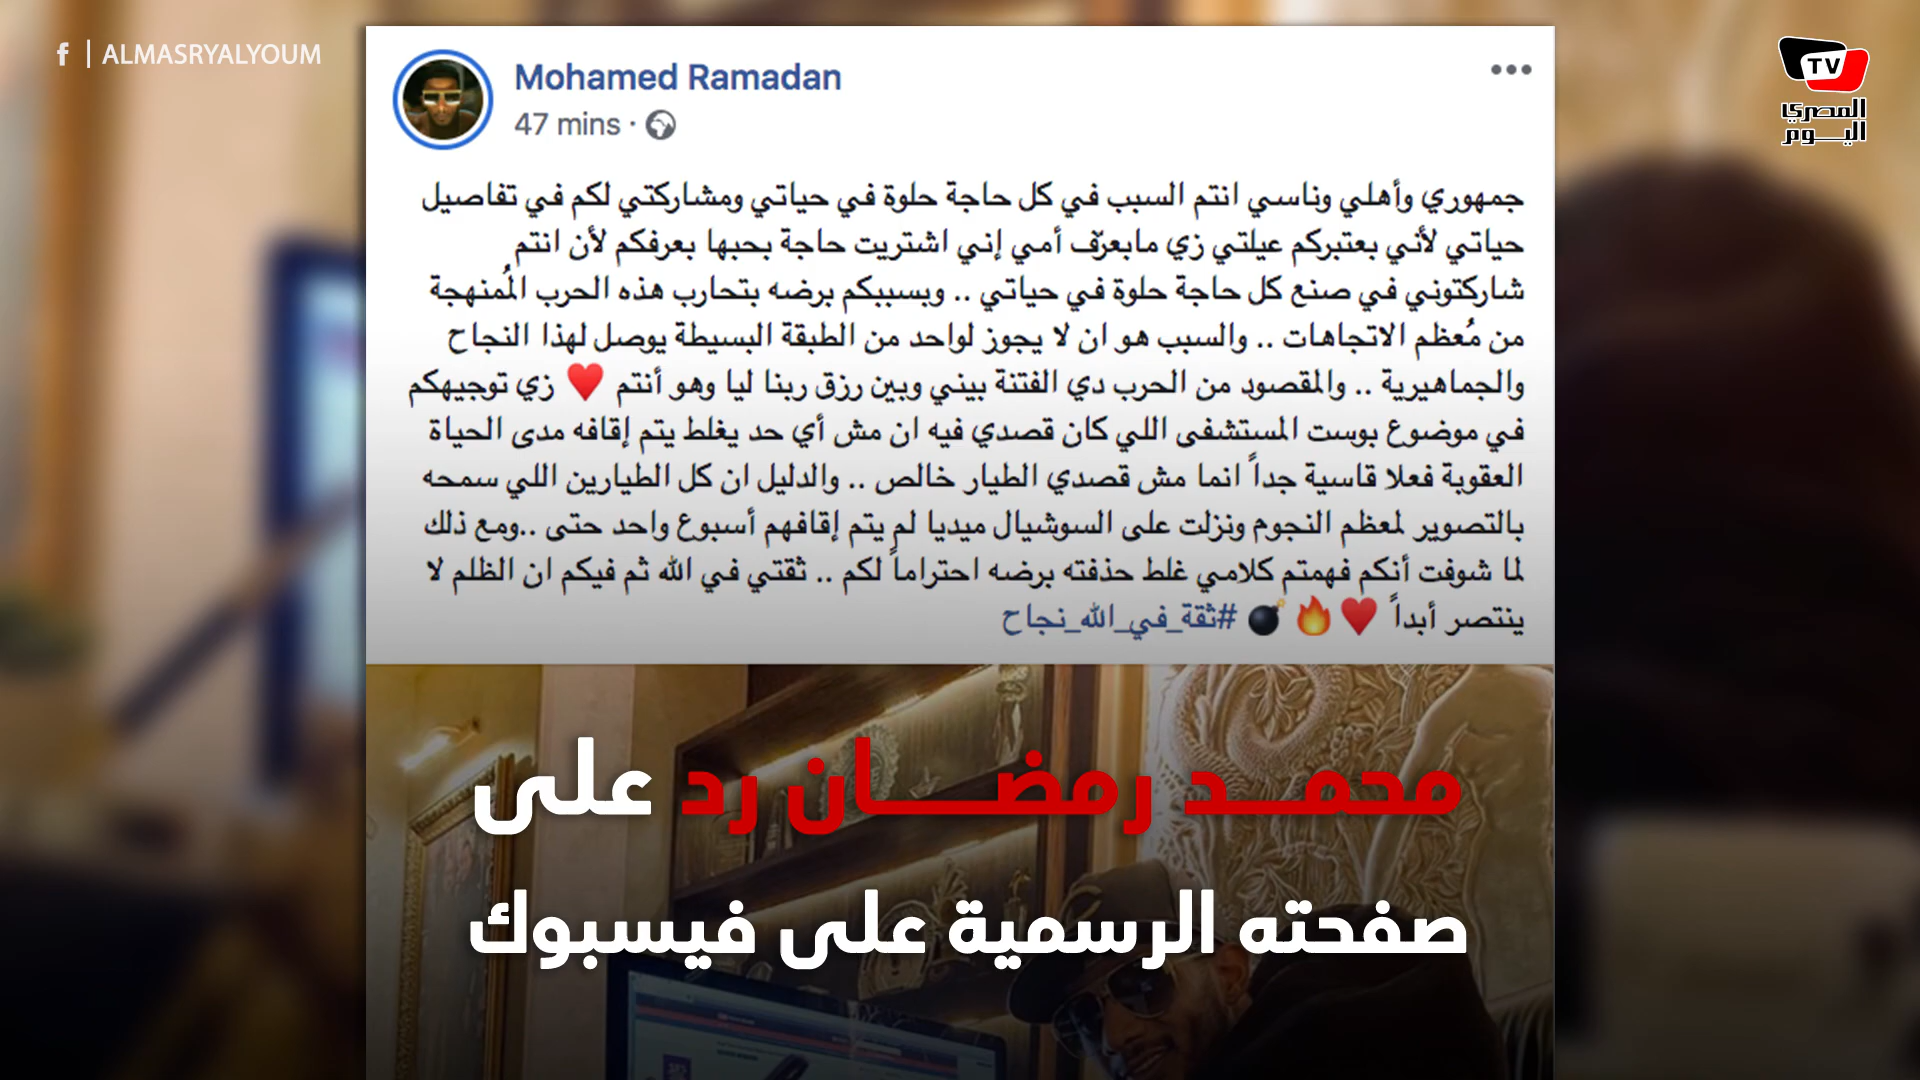 f | ALMASRYALYOUM
TV
المصري
اليوم
Mohamed Ramadan
47 mins ·
جمهوري وأهلي وناسي انتم السبب في كل حاجة حلوة في حياتي ومشاركتي لكم في تفاصيل
حياتي لأني بعتبركم عيلتي زي مابعرّف أمي إني اشتريت حاجة بحبها بعرفكم لأن انتم
شاركتوني في صنع كل حاجة حلوة في حياتي .. وبسببكم برضه بتحارب هذه الحرب المُمنهجة
من مُعظم الاتجاهات .. والسبب هو ان لا يجوز لواحد من الطبقة البسيطة يوصل لهذا النجاح
والجماهيرية .. والمقصود من الحرب دي الفتنة بيني وبين رزق ربنا ليا وهو أنتم ♥️ زي توجيهكم
في موضوع بوست المستشفى اللي كان قصدي فيه ان مش أي حد يغلط يتم إقافه مدى الحياة
العقوبة فعلا قاسية جداً انما مش قصدي الطيار خالص .. والدليل ان كل الطيارين اللي سمحه
بالتصوير لمعظم النجوم ونزلت على السوشيال ميديا لم يتم إقافهم أسبوع واحد حتى ..ومع ذلك
لما شوفت أنكم فهمتم كلامي غلط حذفته برضه احتراماً لكم .. ثقتي في الله ثم فيكم ان الظلم لا
ينتصر أبداً ♥️🔥💣 #ثقة_في_الله_نجاح
محمد رمضان رد على
صفحته الرسمية على فيسبوك